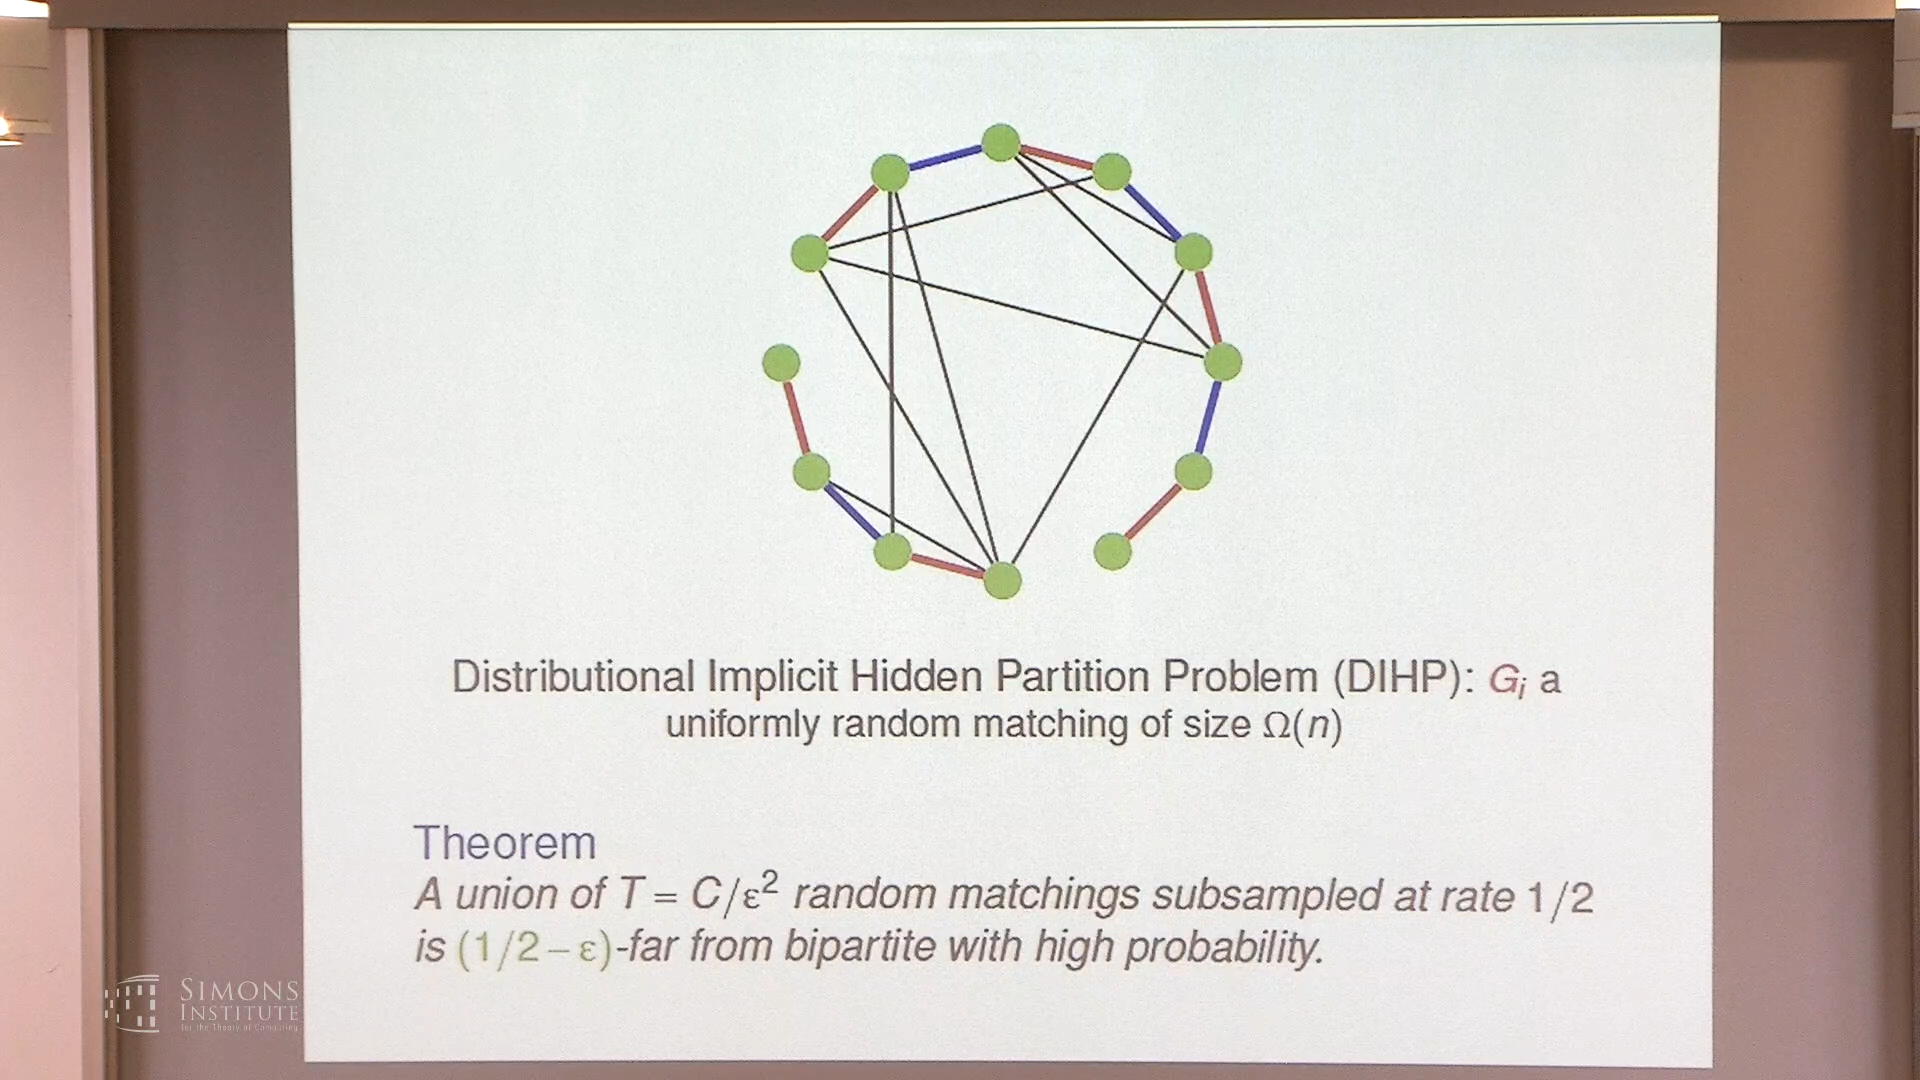 Distributional Implicit Hidden Partition Problem (DIHP): Gᵢ a
uniformly random matching of size Ω(n)
Theorem
A union of T = C/ε² random matchings subsampled at rate 1/2
is (1/2 − ε)-far from bipartite with high probability.
SIMONS
INSTITUTE
for the Theory of Computing